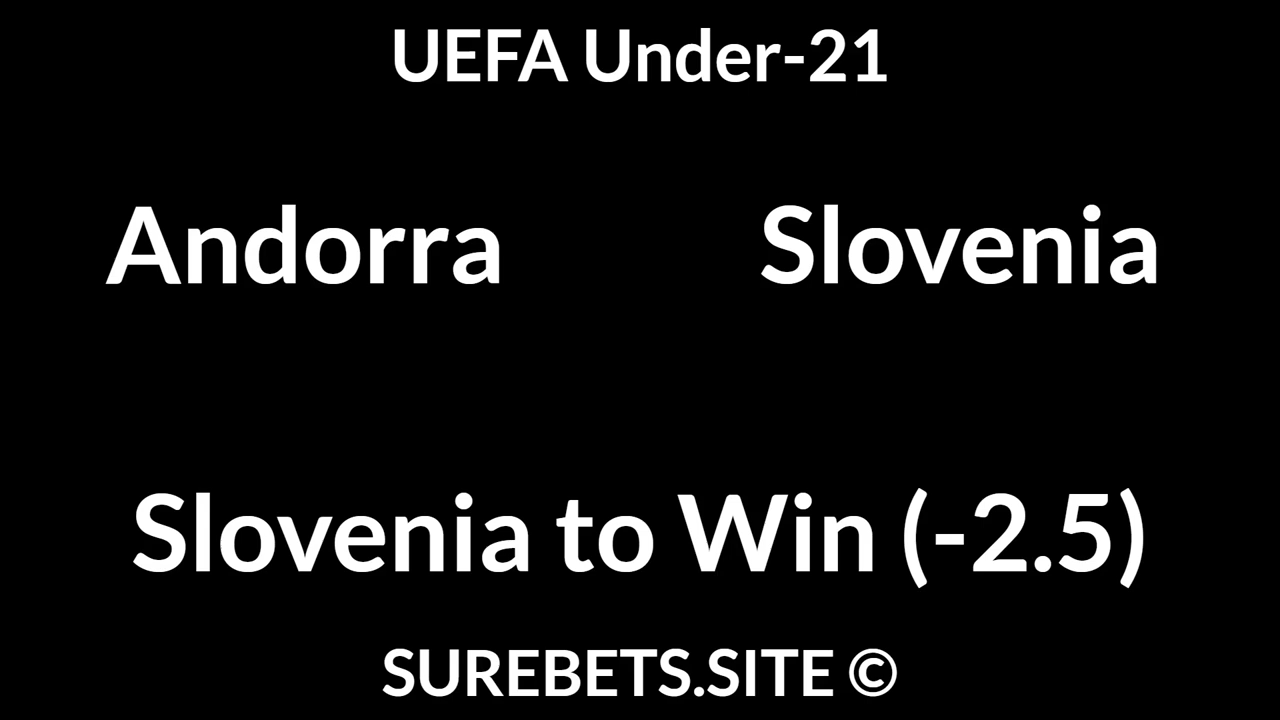 UEFA Under-21
Andorra Slovenia
Slovenia to Win (-2.5)
SUREBETS.SITE ©